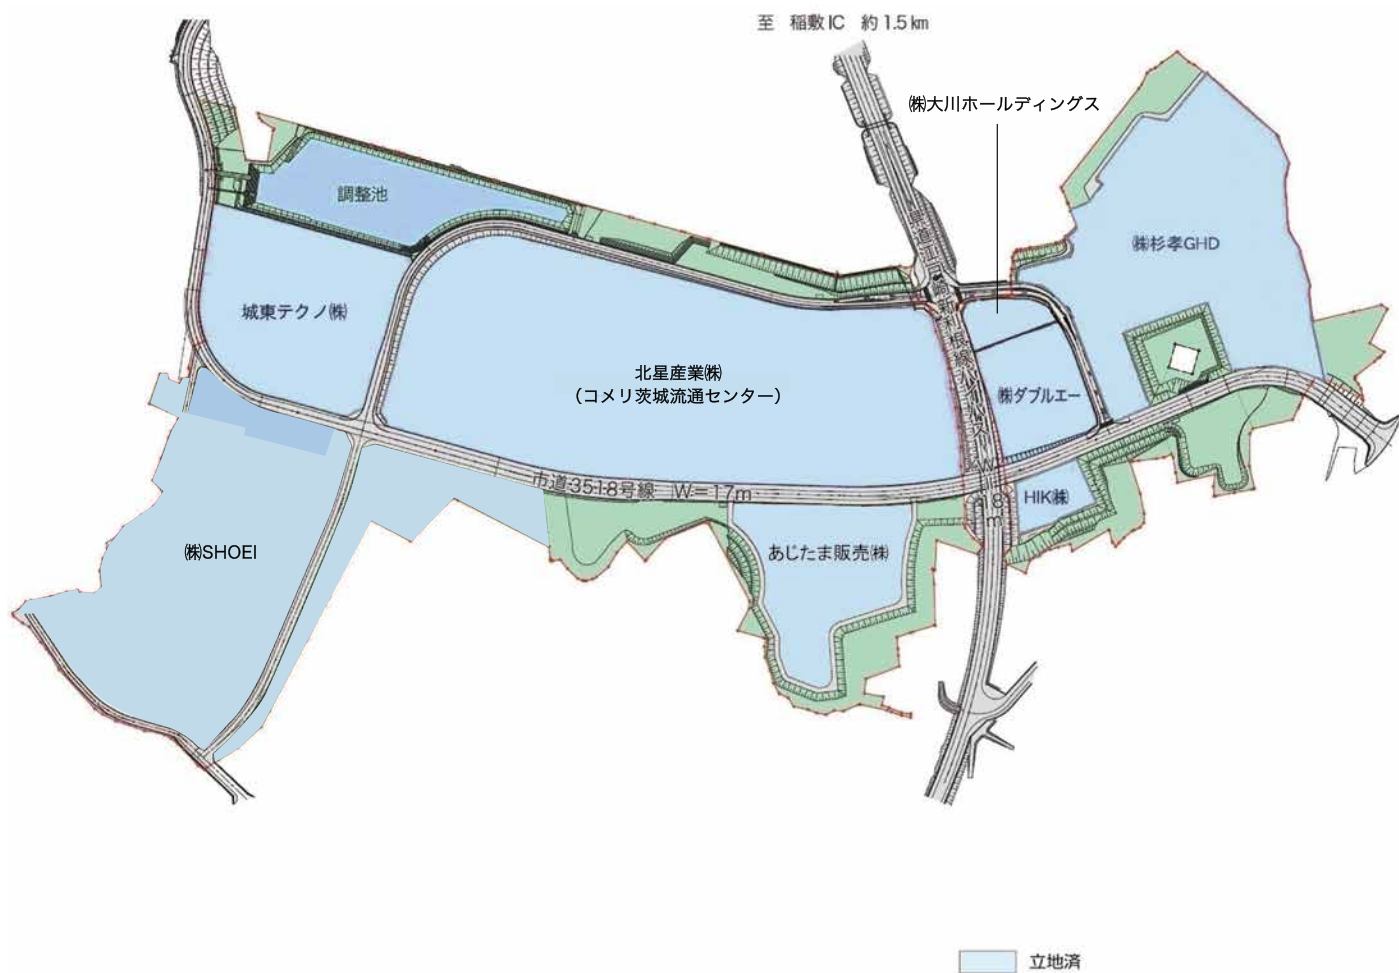 至 稲敷IC 約1.5km
㈱大川ホールディングス
調整池
㈱杉孝GHD
城東テクノ㈱
北星産業㈱
（コメリ茨城流通センター）
㈱ダブルエー
市道3518号線 W=17m
HIK㈱
㈱SHOEI
あじたま販売㈱
立地済